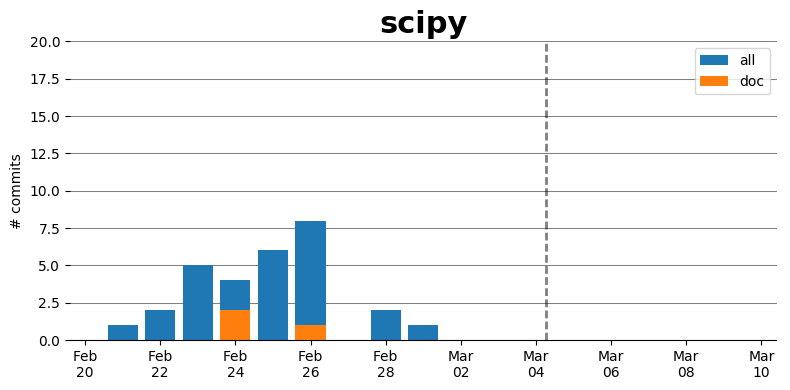 scipy
20.0
17.5
15.0
12.5
10.0
7.5
5.0
2.5
0.0
# commits
all
doc
Feb 20
Feb 22
Feb 24
Feb 26
Feb 28
Mar 02
Mar 04
Mar 06
Mar 08
Mar 10